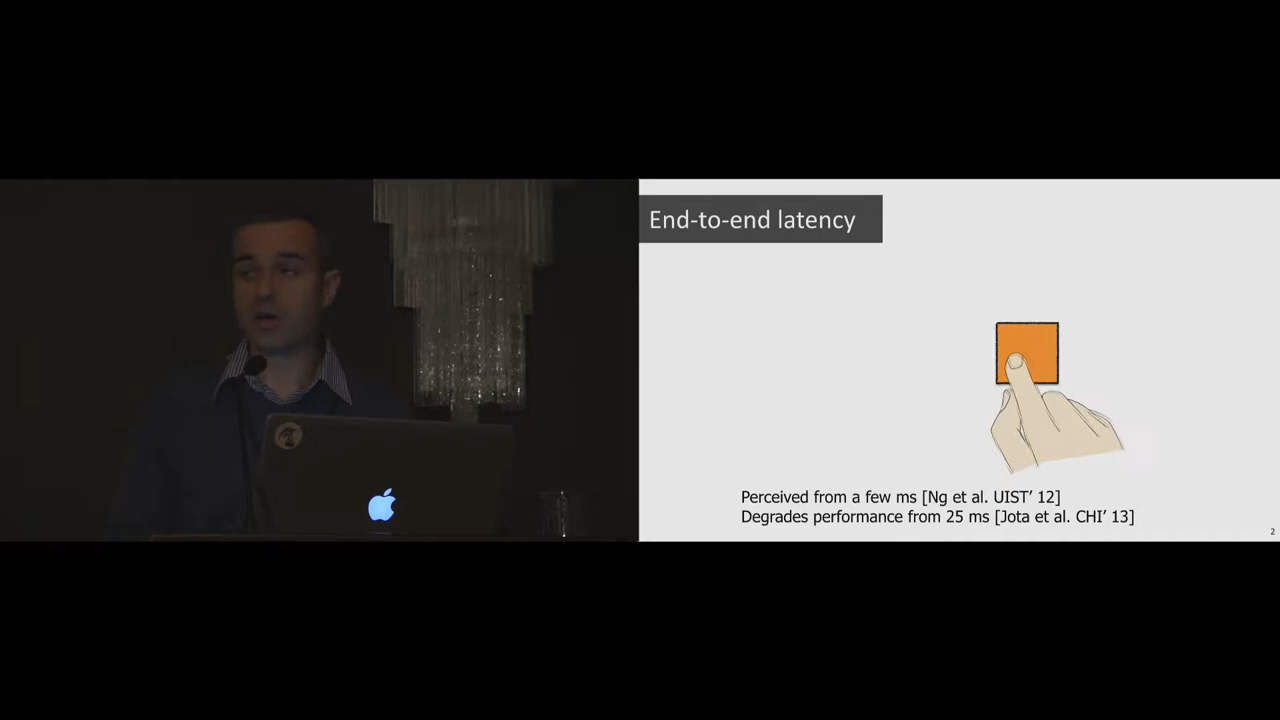 End-to-end latency
Perceived from a few ms [Ng et al. UIST’ 12]
Degrades performance from 25 ms [Jota et al. CHI’ 13]
2